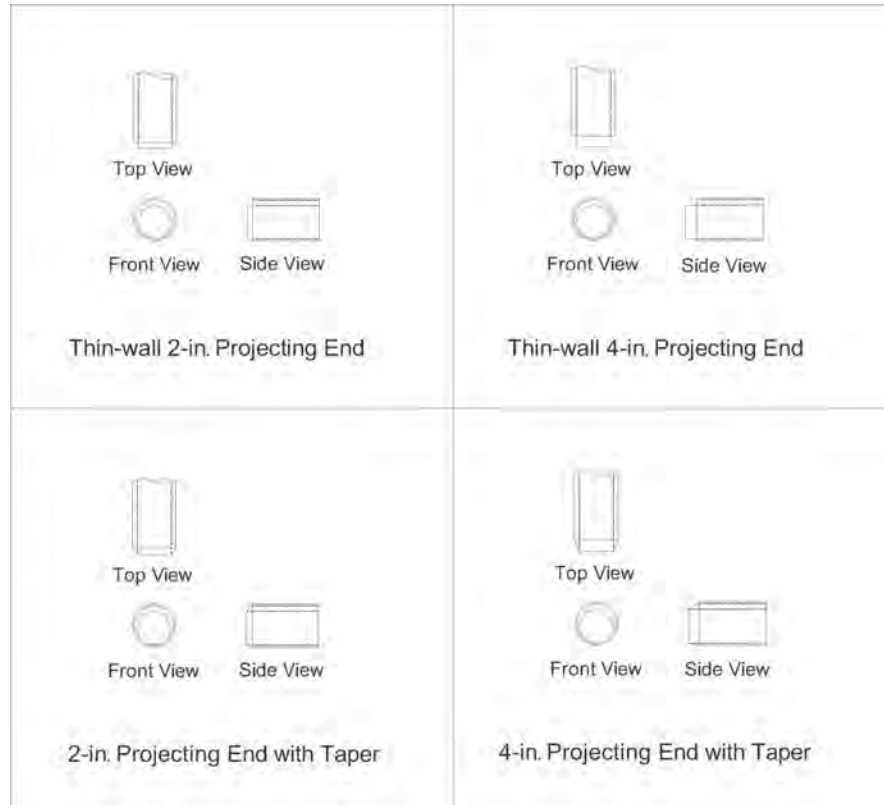 Top View
Front View Side View
Thin-wall 2-in. Projecting End
Top View
Front View Side View
Thin-wall 4-in. Projecting End
Top View
Front View Side View
2-in. Projecting End with Taper
Top View
Front View Side View
4-in. Projecting End with Taper